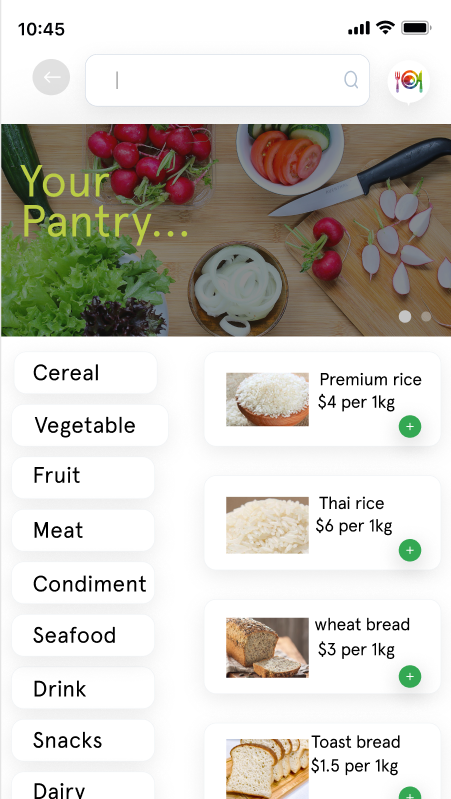 10:45
Your
Pantry...
Cereal
Vegetable
Fruit
Meat
Condiment
Seafood
Drink
Snacks
Dairy
Premium rice
$4 per 1kg
+
Thai rice
$6 per 1kg
+
wheat bread
$3 per 1kg
+
Toast bread
$1.5 per 1kg
+